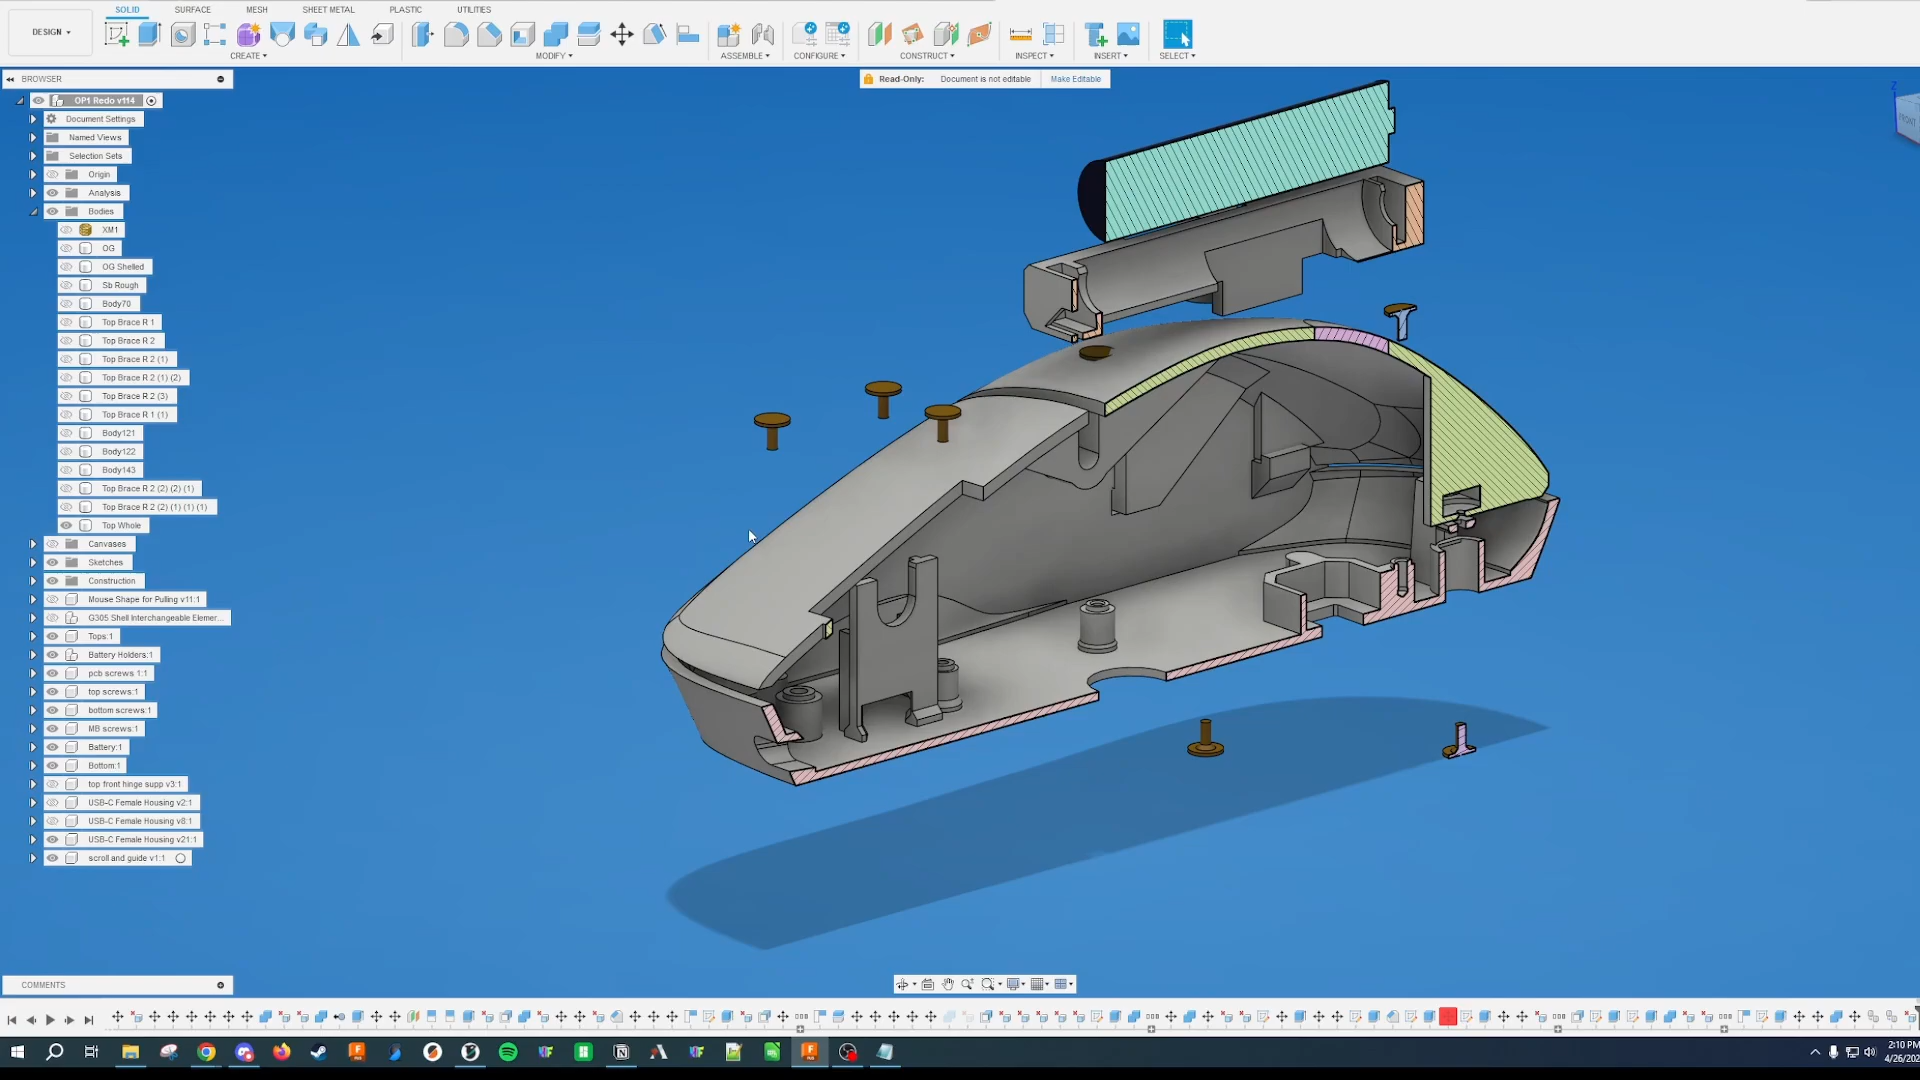 SOLID SURFACE MESH SHEET METAL PLASTIC UTILITIES
DESIGN
CREATE MODIFY ASSEMBLE CONFIGURE CONSTRUCT INSPECT INSERT SELECT
BROWSER
Read-Only: Document is not editable Make Editable
Z
FRONT
OP1 Redo v114
Document Settings
Named Views
Selection Sets
Origin
Analysis
Bodies
XM1
OG
OG Shelled
Sb Rough
Body70
Top Brace R 1
Top Brace R 2
Top Brace R 2 (1)
Top Brace R 2 (1) (2)
Top Brace R 2 (3)
Top Brace R 1 (1)
Body121
Body122
Body143
Top Brace R 2 (2) (2) (1)
Top Brace R 2 (2) (1) (1) (1)
Top Whole
Canvases
Sketches
Construction
Mouse Shape for Pulling v11:1
G305 Shell Interchangeable Elemer...
Tops:1
Battery Holders:1
pcb screws 1:1
top screws:1
bottom screws:1
MB screws:1
Battery:1
Bottom:1
top front hinge supp v3:1
USB-C Female Housing v2:1
USB-C Female Housing v8:1
USB-C Female Housing v21:1
scroll and guide v1:1
COMMENTS
2:10 PM
4/26/202